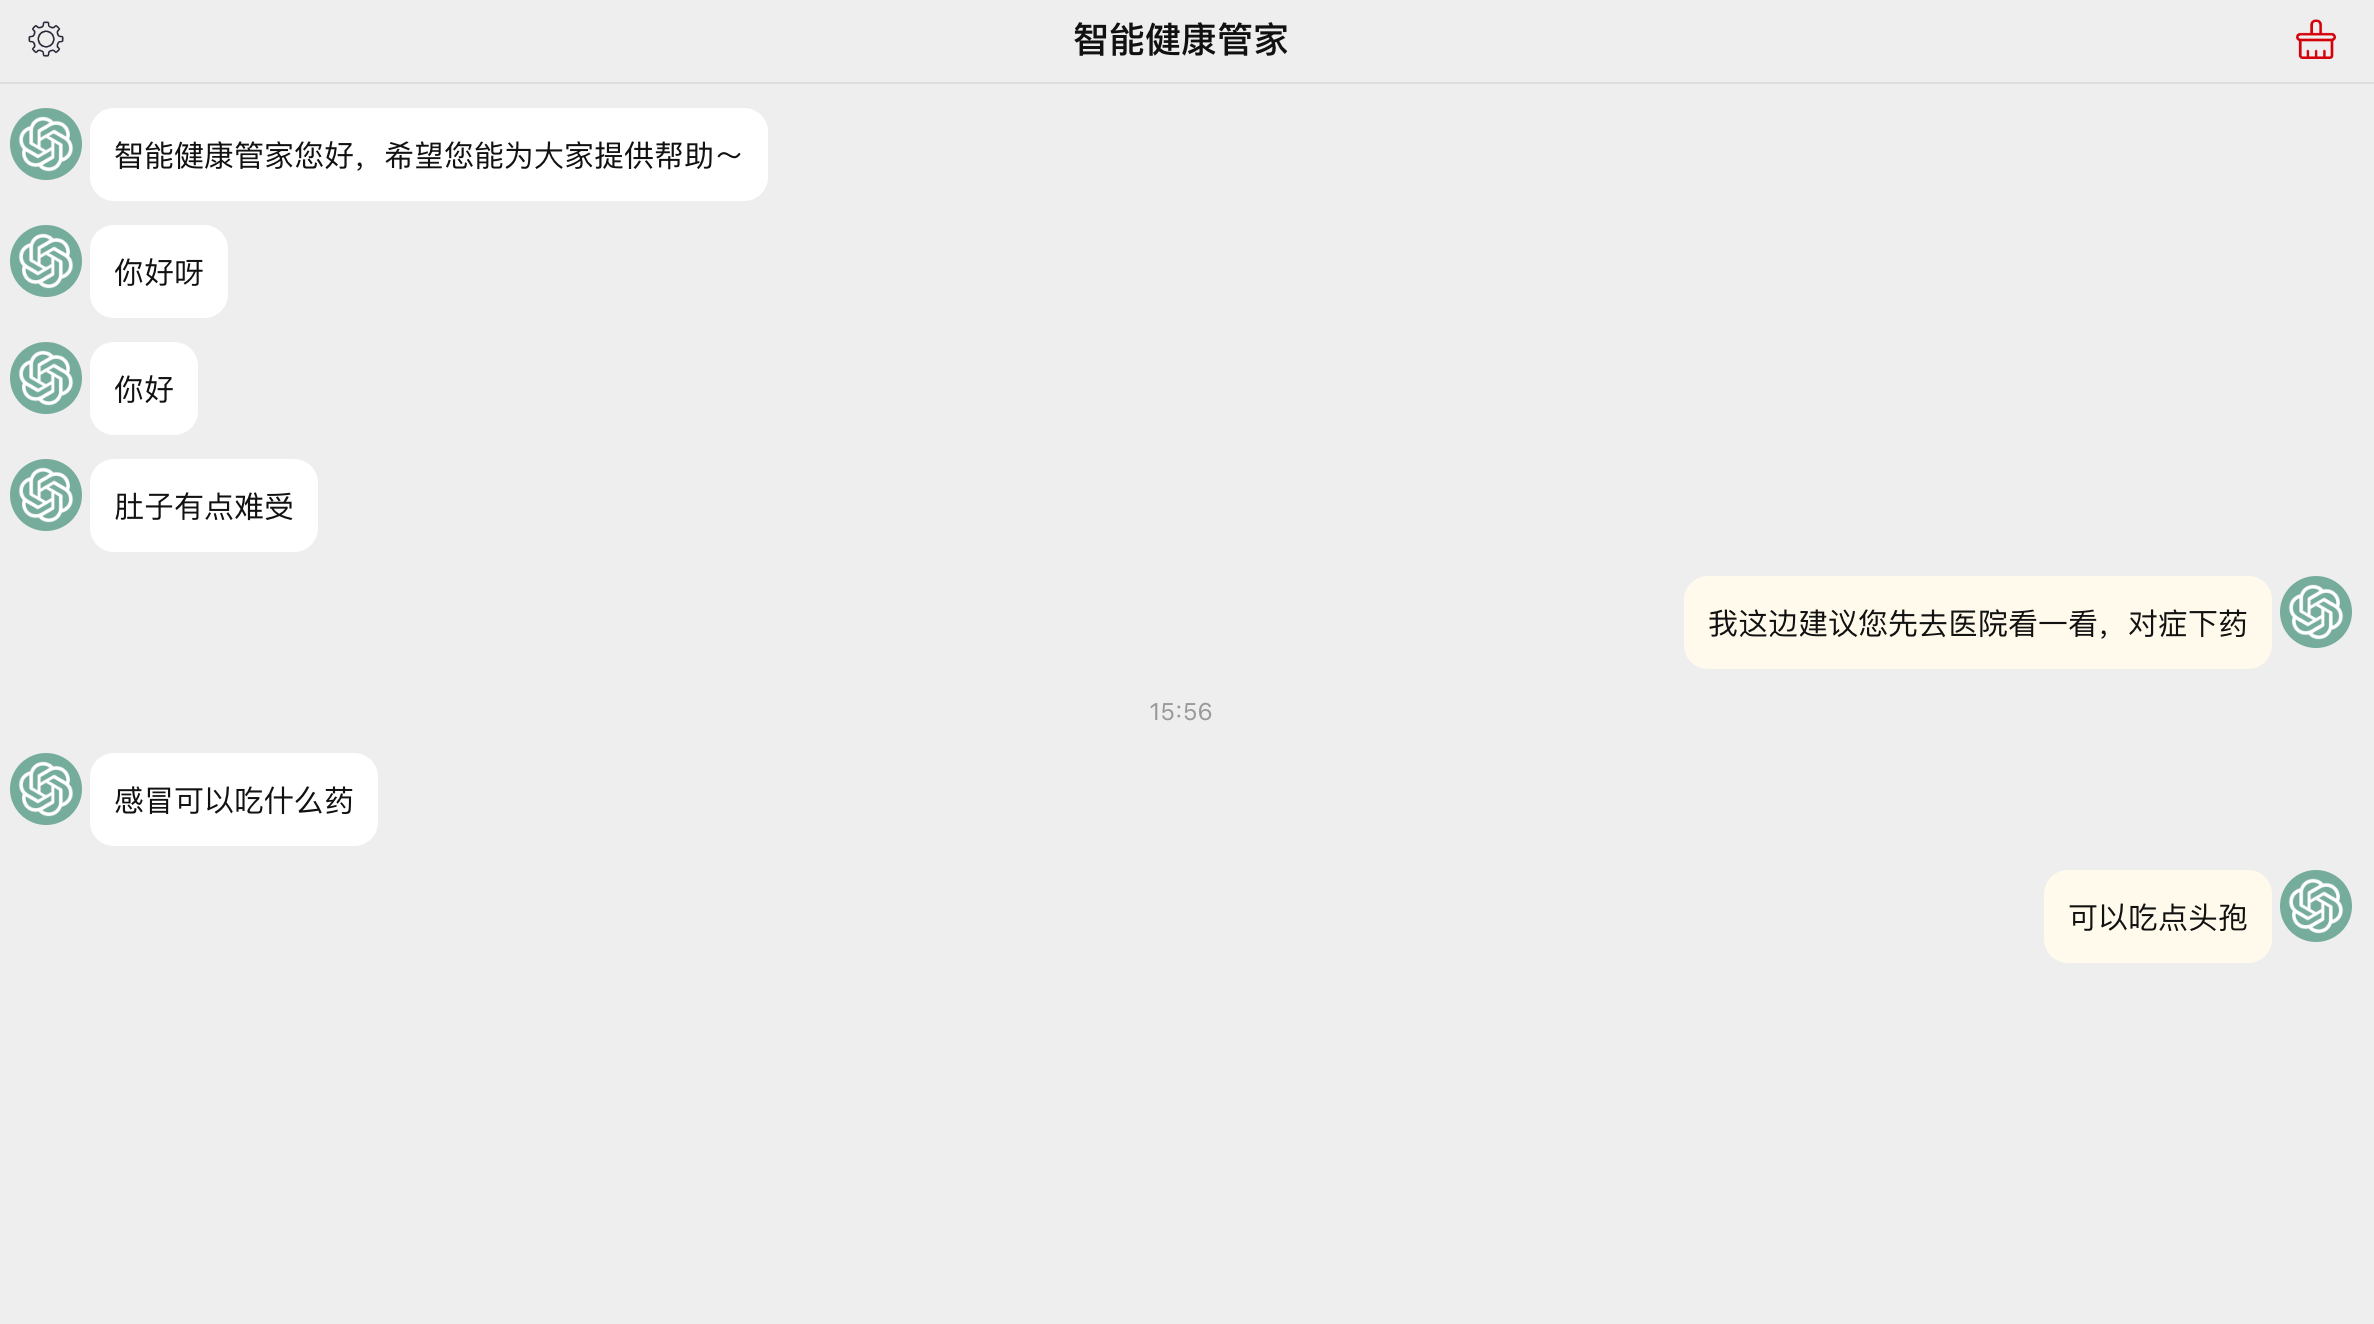 智能健康管家
智能健康管家您好，希望您能为大家提供帮助～
你好呀
你好
肚子有点难受
我这边建议您先去医院看一看，对症下药
15:56
感冒可以吃什么药
可以吃点头孢